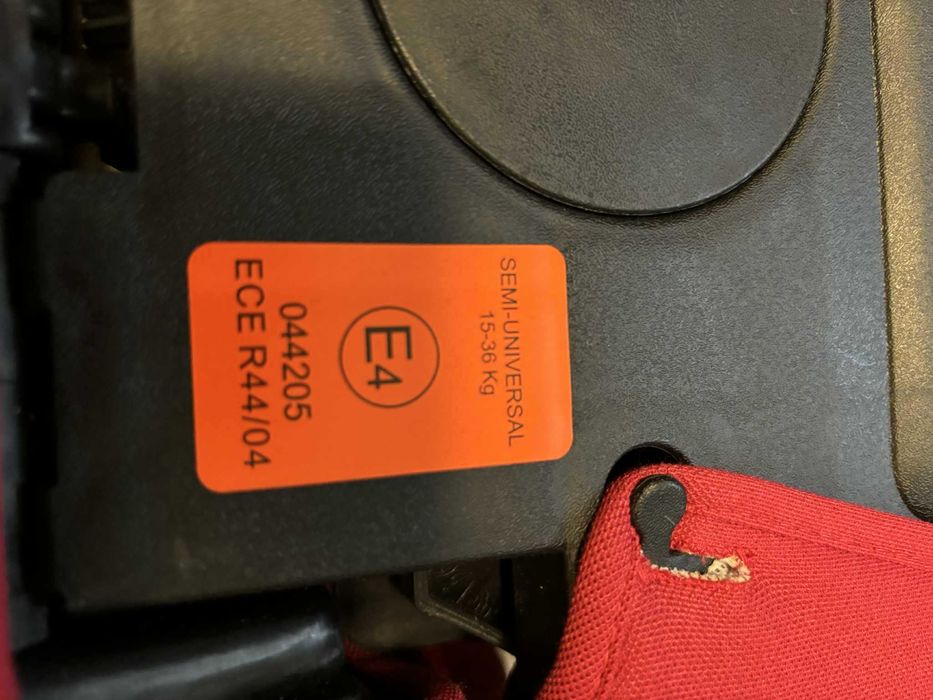 SEMI-UNIVERSAL
15-36 Kg
E4
044205
ECE R44/04